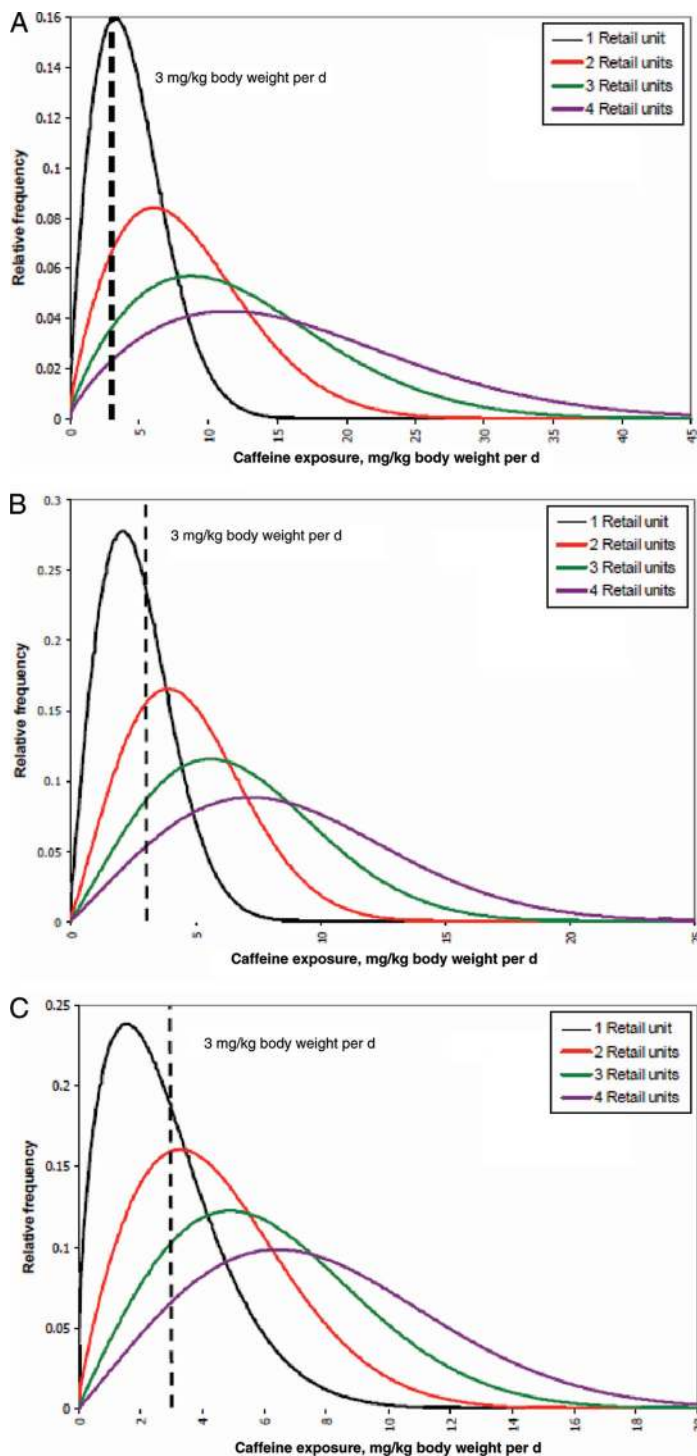 A
0.16
3 mg/kg body weight per d
1 Retail unit
2 Retail units
3 Retail units
4 Retail units
0.14
0.12
0.1
0.08
0.06
0.04
0.02
0
Relative frequency
0 5 10 15 20 25 30 35 40 45
Caffeine exposure, mg/kg body weight per d
B
0.3
3 mg/kg body weight per d
1 Retail unit
2 Retail units
3 Retail units
4 Retail units
0.25
0.2
0.15
0.1
0.05
0
Relative frequency
0 5 10 15 20 25
Caffeine exposure, mg/kg body weight per d
C
0.25
3 mg/kg body weight per d
1 Retail unit
2 Retail units
3 Retail units
4 Retail units
0.2
0.15
0.1
0.05
0
Relative frequency
0 2 4 6 8 10 12 14 16 18 20
Caffeine exposure, mg/kg body weight per d